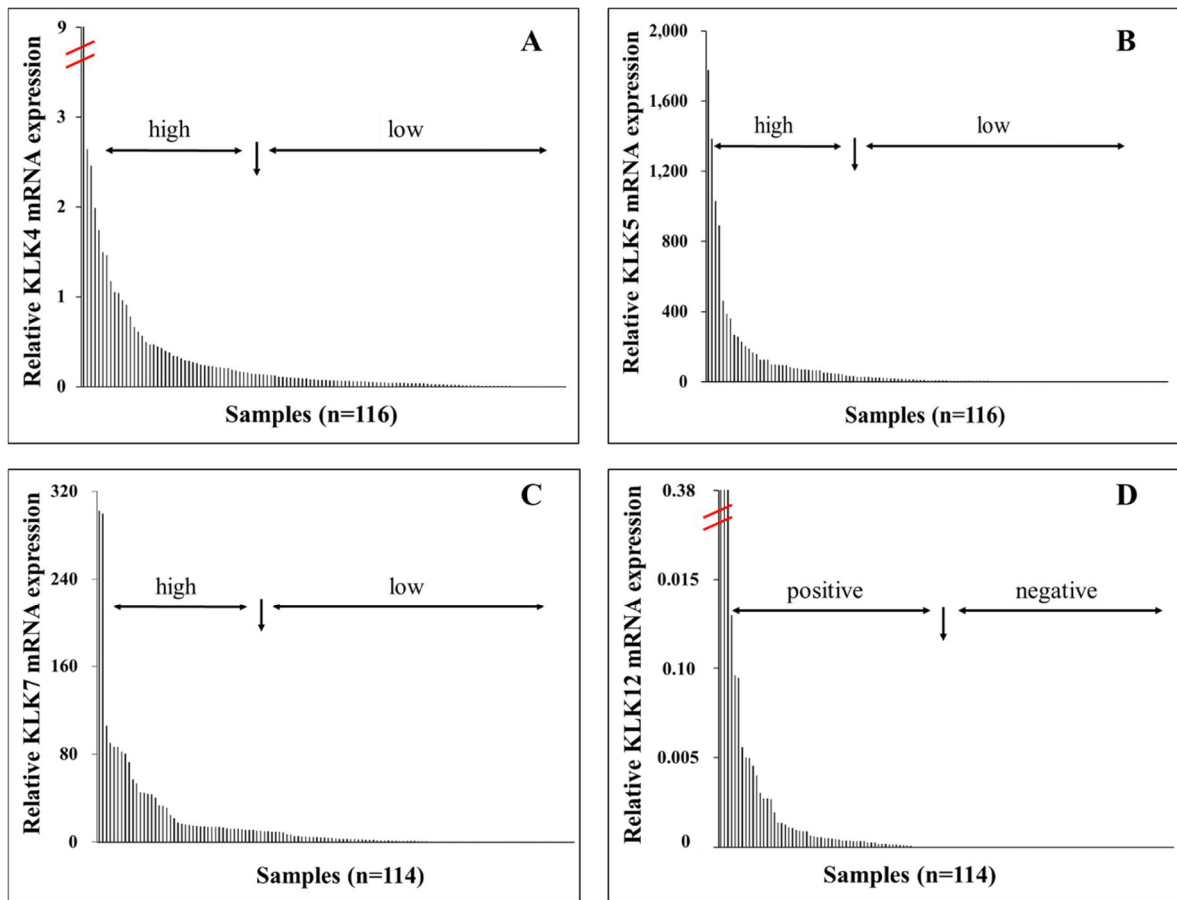 A
Relative KLK4 mRNA expression
9
3
2
1
0
high
low
Samples (n=116)
B
Relative KLK5 mRNA expression
2,000
1,600
1,200
800
400
0
high
low
Samples (n=116)
C
Relative KLK7 mRNA expression
320
240
160
80
0
high
low
Samples (n=114)
D
Relative KLK12 mRNA expression
0.38
0.015
0.10
0.005
0
positive
negative
Samples (n=114)